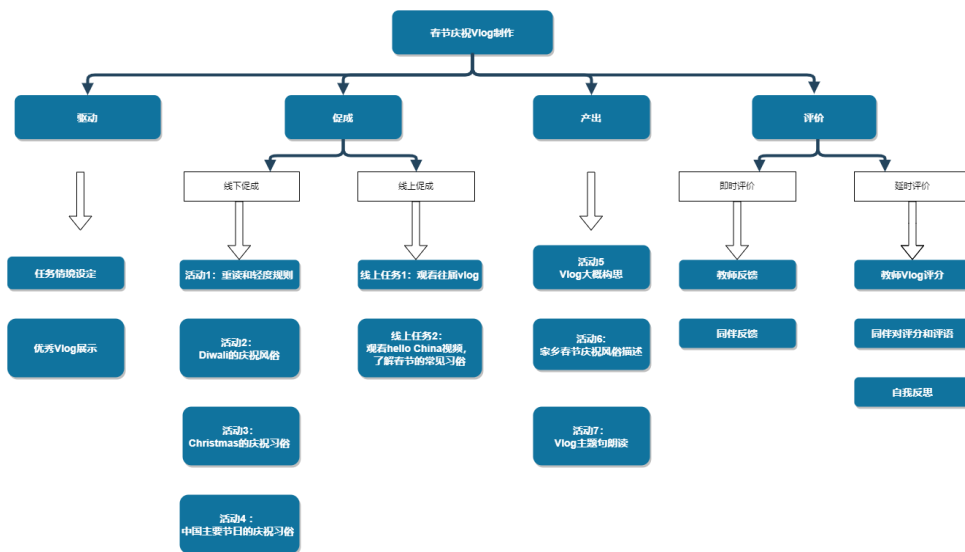 春节庆祝Vlog制作
驱动
促成
产出
评价
线下促成
线上促成
即时评价
延时评价
任务情境设定
优秀Vlog展示
活动1：重读和轻度规则
活动2：
Diwali的庆祝风俗
活动3：
Christmas的庆祝习俗
活动4：
中国主要节日的庆祝习俗
线上任务1：观看往届vlog
线上任务2：
观看hello China视频，
了解春节的常见习俗
活动5
Vlog大概构思
活动6：
家乡春节庆祝风俗描述
活动7：
Vlog主题句朗读
教师反馈
同伴反馈
教师Vlog评分
同伴对评分和评语
自我反思